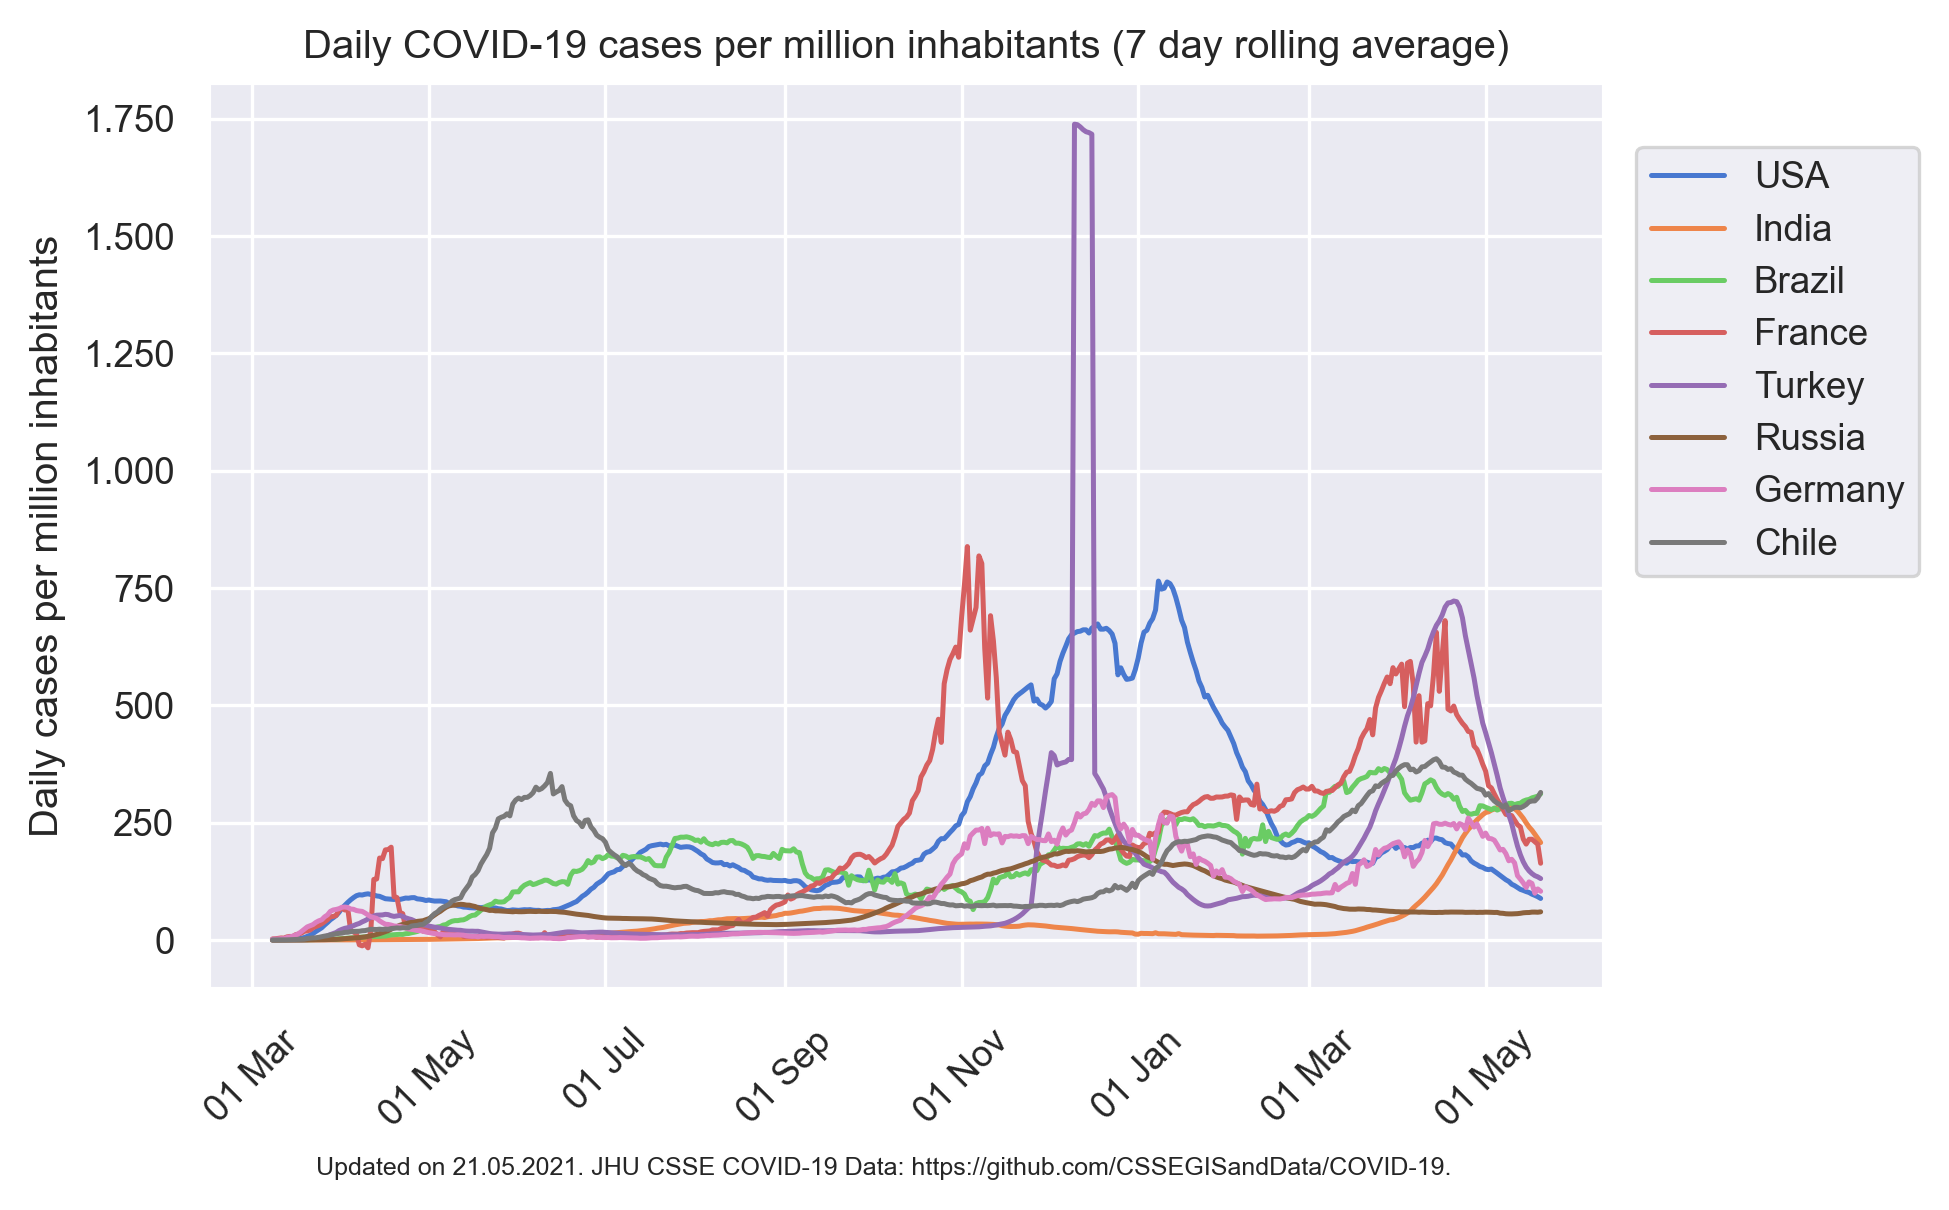 Daily COVID-19 cases per million inhabitants (7 day rolling average)
Daily cases per million inhabitants
1.750
1.500
1.250
1.000
750
500
250
0
01 Mar
01 May
01 Jul
01 Sep
01 Nov
01 Jan
01 Mar
01 May
USA
India
Brazil
France
Turkey
Russia
Germany
Chile
Updated on 21.05.2021. JHU CSSE COVID-19 Data: https://github.com/CSSEGISandData/COVID-19.